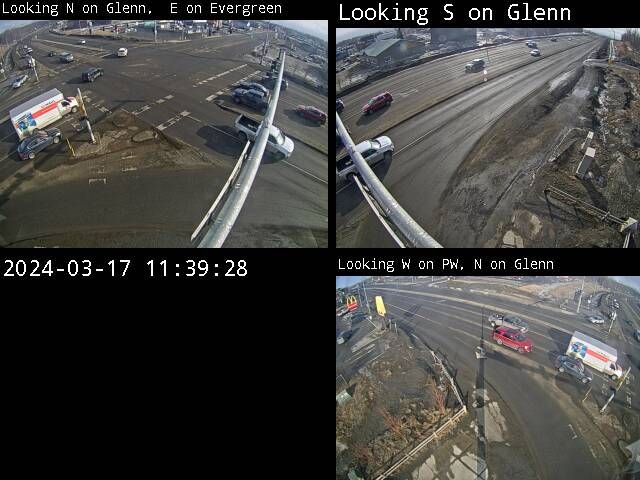 Looking N on Glenn,  E on Evergreen
Looking S on Glenn
2024-03-17 11:39:28
Looking W on PW, N on Glenn